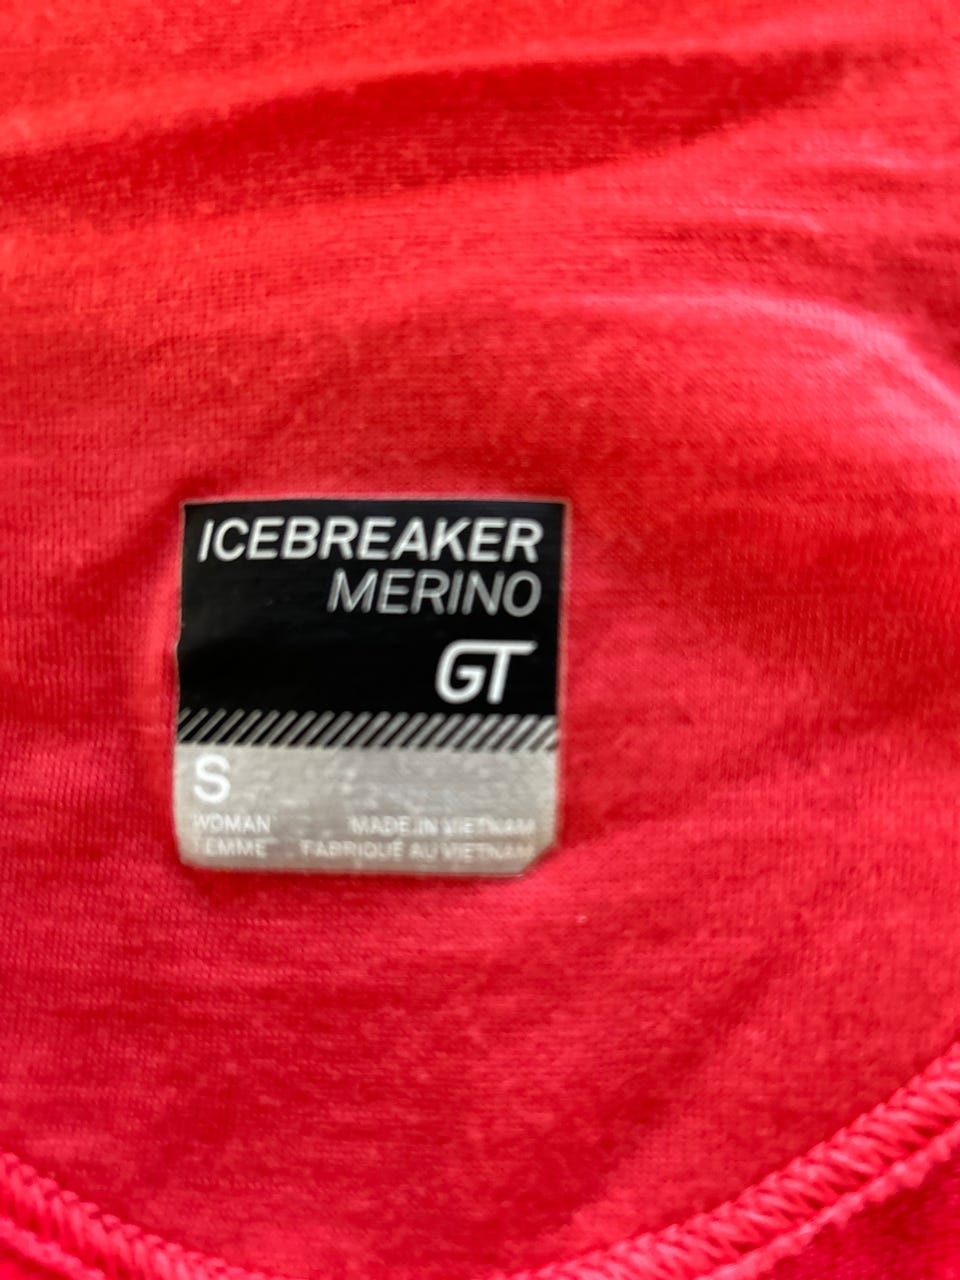 ICEBREAKER
MERINO
GT
S
WOMAN MADE IN VIETNAM
FEMME FABRIQUÉ AU VIETNAM